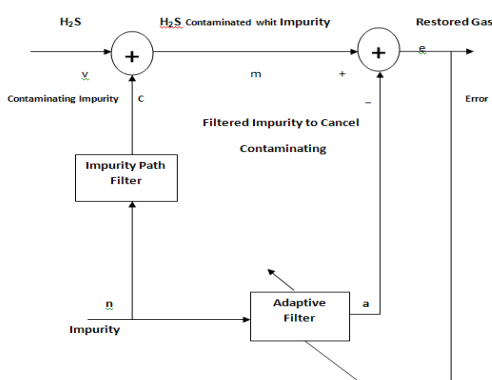 H₂S
H₂S Contaminated whit Impurity
Restored Gas
+
+
e
v
m
+
Contaminating Impurity
C
–
Error
Filtered Impurity to Cancel
Contaminating
Impurity Path
Filter
n
Adaptive
Filter
a
Impurity